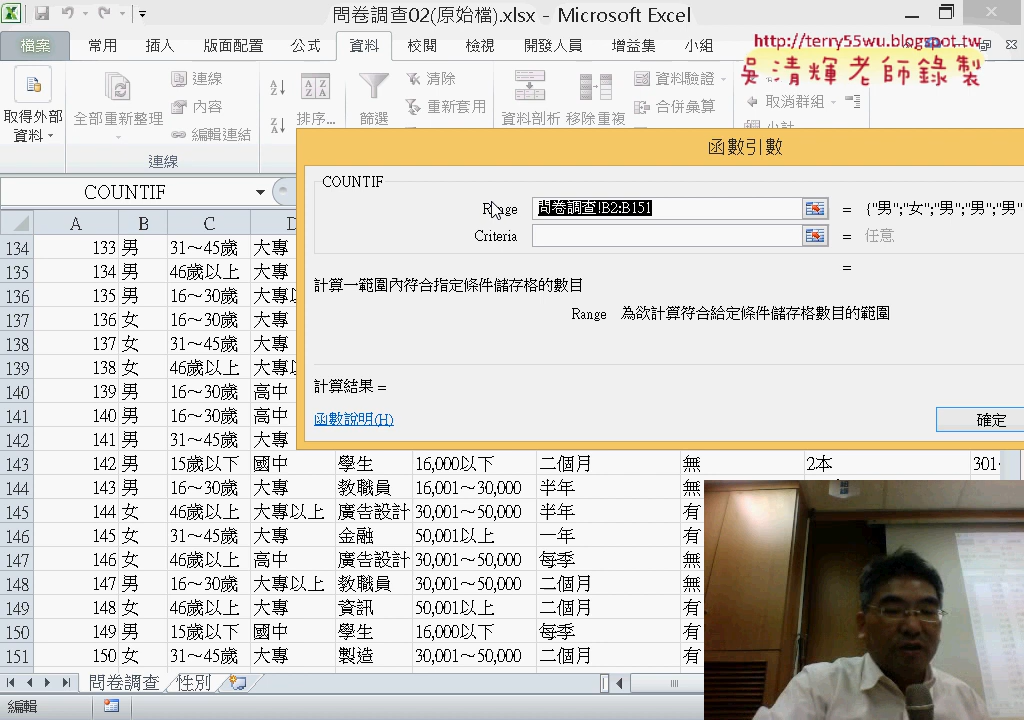 問卷調查02(原始檔).xlsx - Microsoft Excel
檔案 常用 插入 版面配置 公式 資料 校閱 檢視 開發人員 增益集 小組
http://terry55wu.blogspot.tw
吳清輝老師錄製
取得外部資料 全部重新整理 連線 內容 編輯連結 排序... 篩選 清除 重新套用 資料剖析 移除重複 資料驗證 合併彙算 取消群組 小計
連線
函數引數
COUNTIF
COUNTIF
Range 問卷調查!B2:B151 = {"男";"女";"男";"男";"男"
Criteria = 任意
=
計算一範圍內符合指定條件儲存格的數目
Range 為欲計算符合給定條件儲存格數目的範圍
計算結果 =
函數說明(H)
確定
A B C D
134 133 男 31～45歲 大專
135 134 男 46歲以上 大專
136 135 男 16～30歲 大專以
137 136 女 16～30歲 大專
138 137 女 31～45歲 大專
139 138 女 46歲以上 大專以
140 139 男 16～30歲 高中
141 140 男 16～30歲 高中
142 141 男 31～45歲 大專
143 142 男 15歲以下 國中 學生 16,000以下 二個月 無 2本 301-
144 143 男 16～30歲 大專 教職員 16,001～30,000 半年 無
145 144 女 46歲以上 大專以上 廣告設計 30,001～50,000 半年 有
146 145 女 31～45歲 大專 金融 50,001以上 一年 有
147 146 女 46歲以上 高中 廣告設計 30,001～50,000 每季 無
148 147 男 16～30歲 大專以上 教職員 30,001～50,000 二個月 無
149 148 女 46歲以上 大專 資訊 50,001以上 二個月 有
150 149 男 15歲以下 國中 學生 16,000以下 每季 有
151 150 女 31～45歲 大專 製造 30,001～50,000 二個月 有
問卷調查 性別
編輯